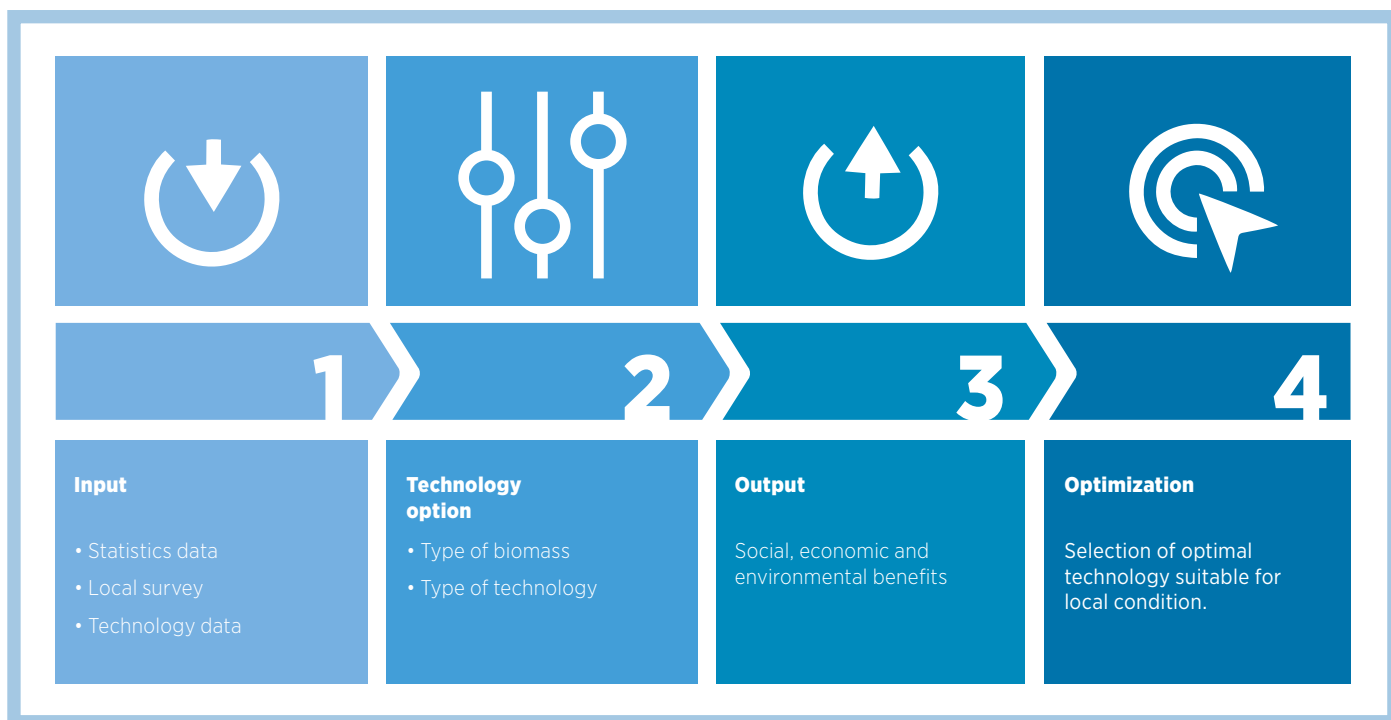 1
2
3
4
Input
• Statistics data
• Local survey
• Technology data
Technology
option
• Type of biomass
• Type of technology
Output
Social, economic and
environmental benefits
Optimization
Selection of optimal
technology suitable for
local condition.